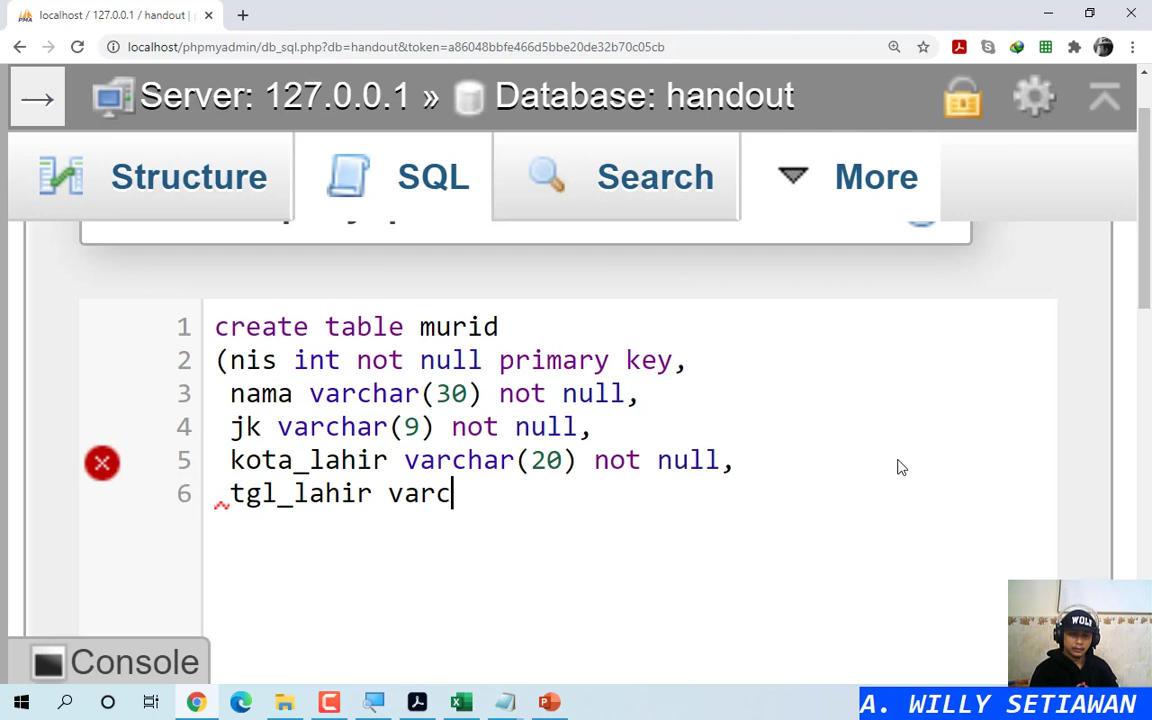 localhost / 127.0.0.1 / handout |
localhost/phpmyadmin/db_sql.php?db=handout&token=a86048bbfe466d5bbe20de32b70c05cb
Server: 127.0.0.1 » Database: handout
Structure SQL Search More
1 create table murid
2 (nis int not null primary key,
3 nama varchar(30) not null,
4 jk varchar(9) not null,
5 kota_lahir varchar(20) not null,
6 tgl_lahir varc
Console
WOLF
A. WILLY SETIAWAN